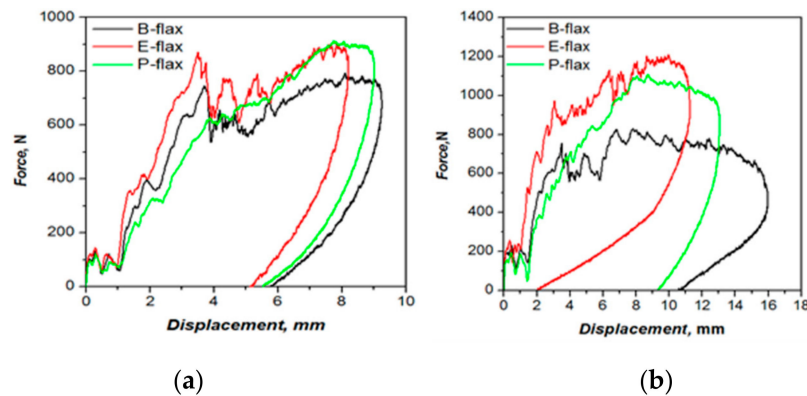 B-flax
E-flax
P-flax
Force, N
1000
800
600
400
200
0
0 2 4 6 8 10
Displacement, mm
(a)
B-flax
E-flax
P-flax
Force,N
1400
1200
1000
800
600
400
200
0
0 2 4 6 8 10 12 14 16 18
Displacement, mm
(b)